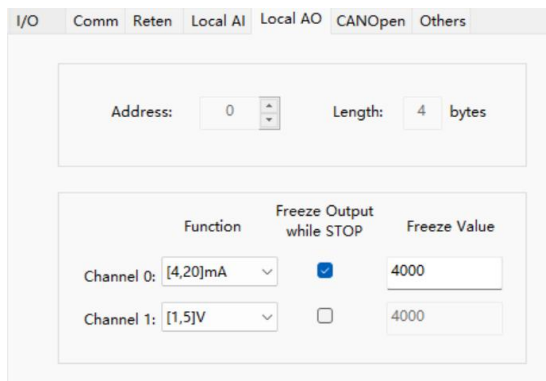 I/O Comm Reten Local AI Local AO CANOpen Others
Address: 0 Length: 4 bytes
Function Freeze Output while STOP Freeze Value
Channel 0: [4,20]mA 4000
Channel 1: [1,5]V 4000